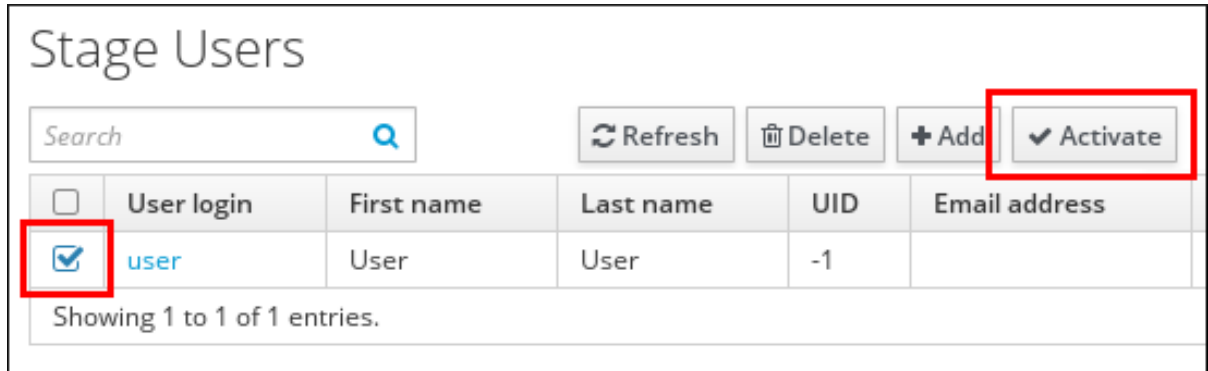 Stage Users
Search Refresh Delete Add Activate
User login First name Last name UID Email address
user User User -1
Showing 1 to 1 of 1 entries.